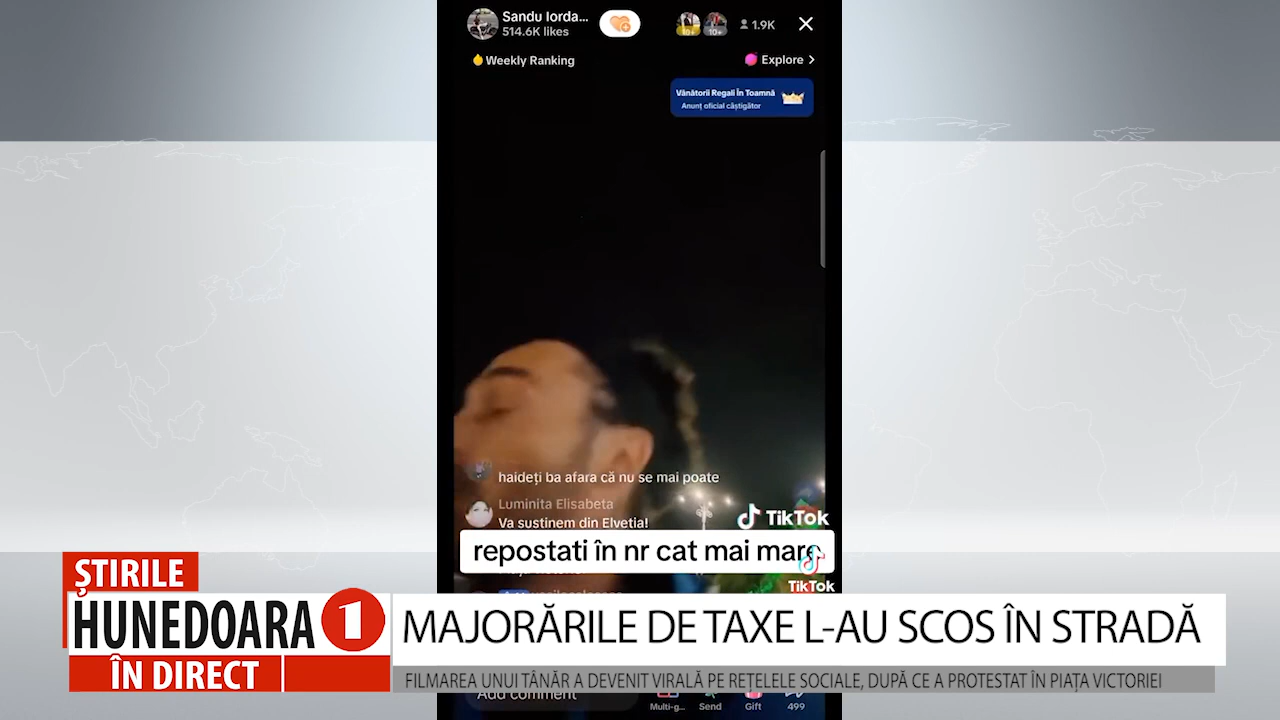 Sandu Iorda...
514.6K likes
10+
10+
1.9K
Weekly Ranking
Explore
Vânătorii Regali În Toamnă
Anunț oficial câștigător
haideți ba afara că nu se mai poate
Luminita Elisabeta
Va sustinem din Elvetia!
TikTok
repostati în nr cat mai mare
TikTok
ȘTIRILE
HUNEDOARA 1
ÎN DIRECT
MAJORĂRILE DE TAXE L-AU SCOS ÎN STRADĂ
FILMAREA UNUI TÂNĂR A DEVENIT VIRALĂ PE REȚELELE SOCIALE, DUPĂ CE A PROTESTAT ÎN PIAȚA VICTORIEI
Add comment
Multi-g...
Send
Gift
499